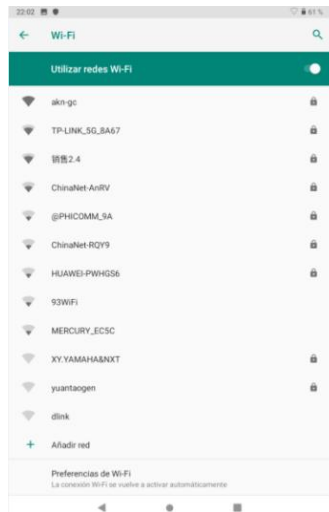 22:02 61 %
Wi-Fi
Utilizar redes Wi-Fi
akn-gc
TP-LINK_5G_8A67
销售2.4
ChinaNet-AnRV
@PHICOMM_9A
ChinaNet-RQY9
HUAWEI-PWHGS6
93WiFi
MERCURY_EC5C
XY.YAMAHA&NXT
yuantaogen
dlink
Añadir red
Preferencias de Wi-Fi
La conexión Wi-Fi se vuelve a activar automáticamente